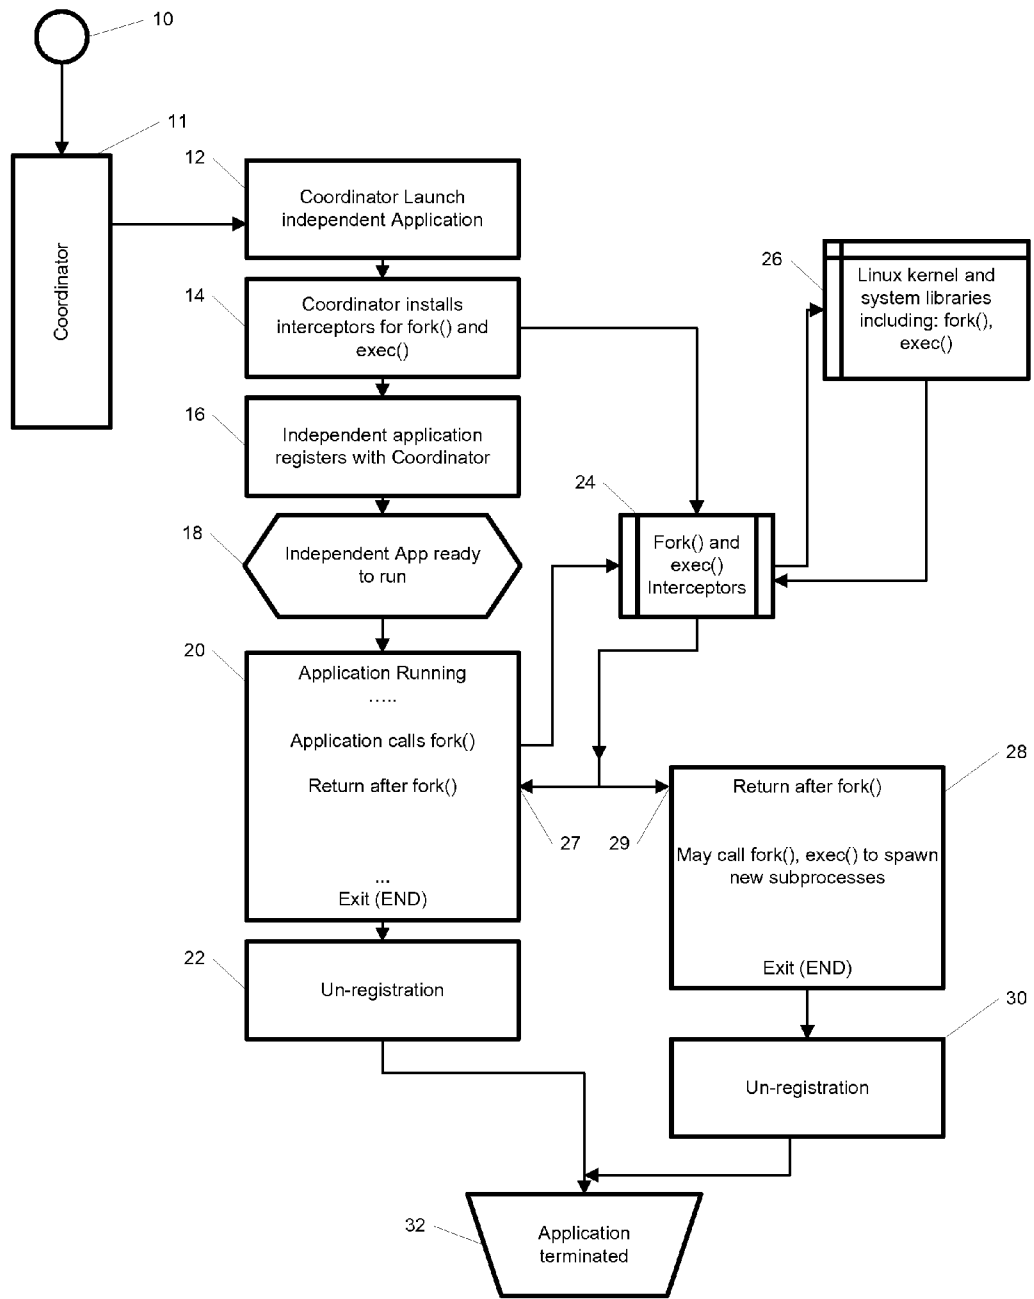 10
11
12
Coordinator Launch
independent Application
Coordinator
14
Coordinator installs
interceptors for fork() and
exec()
26
Linux kernel and
system libraries
including: fork(),
exec()
16
Independent application
registers with Coordinator
18
Independent App ready
to run
24
Fork() and
exec()
Interceptors
20
Application Running
.....
Application calls fork()
Return after fork()
...
Exit (END)
27
29
28
Return after fork()
May call fork(), exec() to spawn
new subprocesses
Exit (END)
22
Un-registration
30
Un-registration
32
Application
terminated